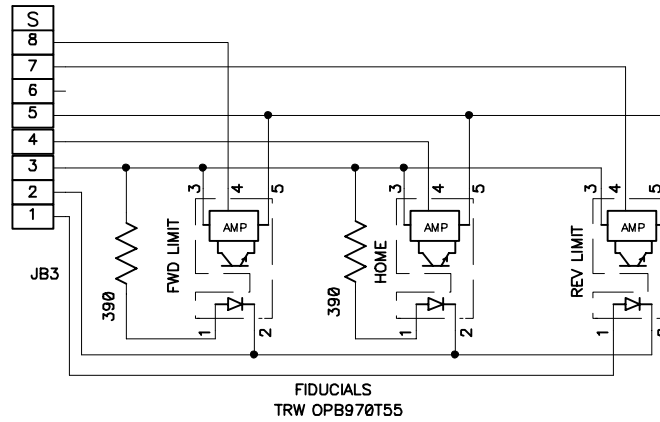 S
8
7
6
5
4
3
2
1
JB3
3 4 5
AMP
FWD LIMIT
390
1 2
3 4 5
AMP
HOME
390
1 2
3 4 5
AMP
REV LIMIT
1
FIDUCIALS
TRW OPB970T55